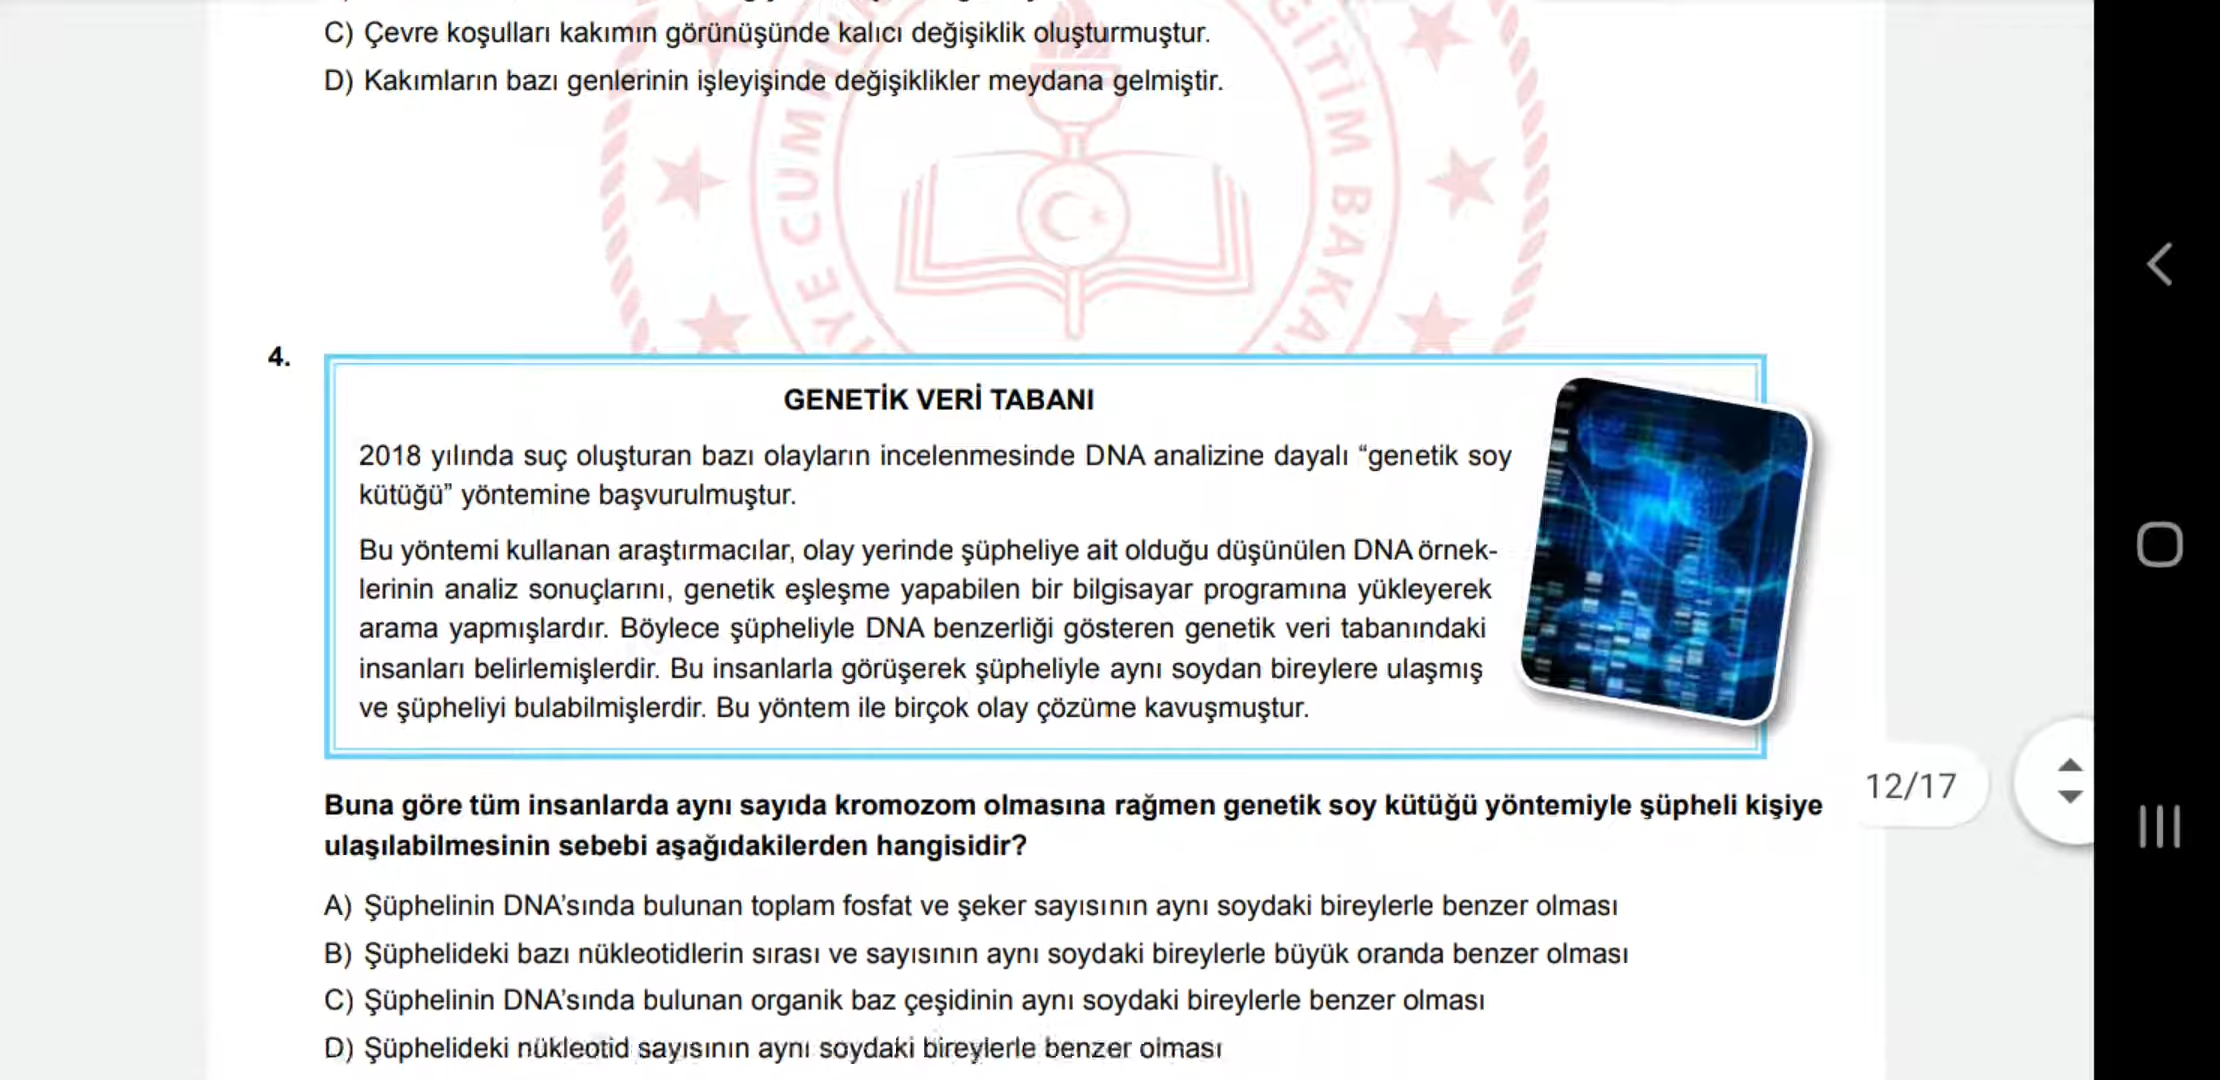 C) Çevre koşulları kakımın görünüşünde kalıcı değişiklik oluşturmuştur.
D) Kakımların bazı genlerinin işleyişinde değişiklikler meydana gelmiştir.
4.
GENETİK VERİ TABANI
2018 yılında suç oluşturan bazı olayların incelenmesinde DNA analizine dayalı “genetik soy
kütüğü” yöntemine başvurulmuştur.
Bu yöntemi kullanan araştırmacılar, olay yerinde şüpheliye ait olduğu düşünülen DNA örnek-
lerinin analiz sonuçlarını, genetik eşleşme yapabilen bir bilgisayar programına yükleyerek
arama yapmışlardır. Böylece şüpheliyle DNA benzerliği gösteren genetik veri tabanındaki
insanları belirlemişlerdir. Bu insanlarla görüşerek şüpheliyle aynı soydan bireylere ulaşmış
ve şüpheliyi bulabilmişlerdir. Bu yöntem ile birçok olay çözüme kavuşmuştur.
12/17
Buna göre tüm insanlarda aynı sayıda kromozom olmasına rağmen genetik soy kütüğü yöntemiyle şüpheli kişiye
ulaşılabilmesinin sebebi aşağıdakilerden hangisidir?
A) Şüphelinin DNA’sında bulunan toplam fosfat ve şeker sayısının aynı soydaki bireylerle benzer olması
B) Şüphelideki bazı nükleotidlerin sırası ve sayısının aynı soydaki bireylerle büyük oranda benzer olması
C) Şüphelinin DNA’sında bulunan organik baz çeşidinin aynı soydaki bireylerle benzer olması
D) Şüphelideki nükleotid sayısının aynı soydaki bireylerle benzer olması